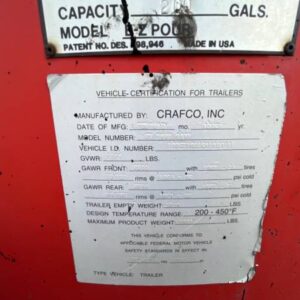 CAPACITY GALS.
MODEL E-Z POUR
PATENT NO. DES. 98,946 MADE IN USA
VEHICLE CERTIFICATION FOR TRAILERS
MANUFACTURED BY: CRAFCO, INC
DATE OF MFG: mo. yr.
MODEL NUMBER:
VEHICLE I.D. NUMBER:
GVWR: LBS.
GAWR FRONT: with tires
rims @ psi cold
GAWR REAR: with tires
rims @ psi cold
TRAILER EMPTY WEIGHT: LBS
DESIGN TEMPERATURE RANGE: 200 - 450°F
MAXIMUM PRODUCT WEIGHT: LBS
THIS VEHICLE CONFORMS TO
APPLICABLE FEDERAL MOTOR VEHICLE
SAFETY STANDARDS IN EFFECT IN
TYPE VEHICLE: TRAILER